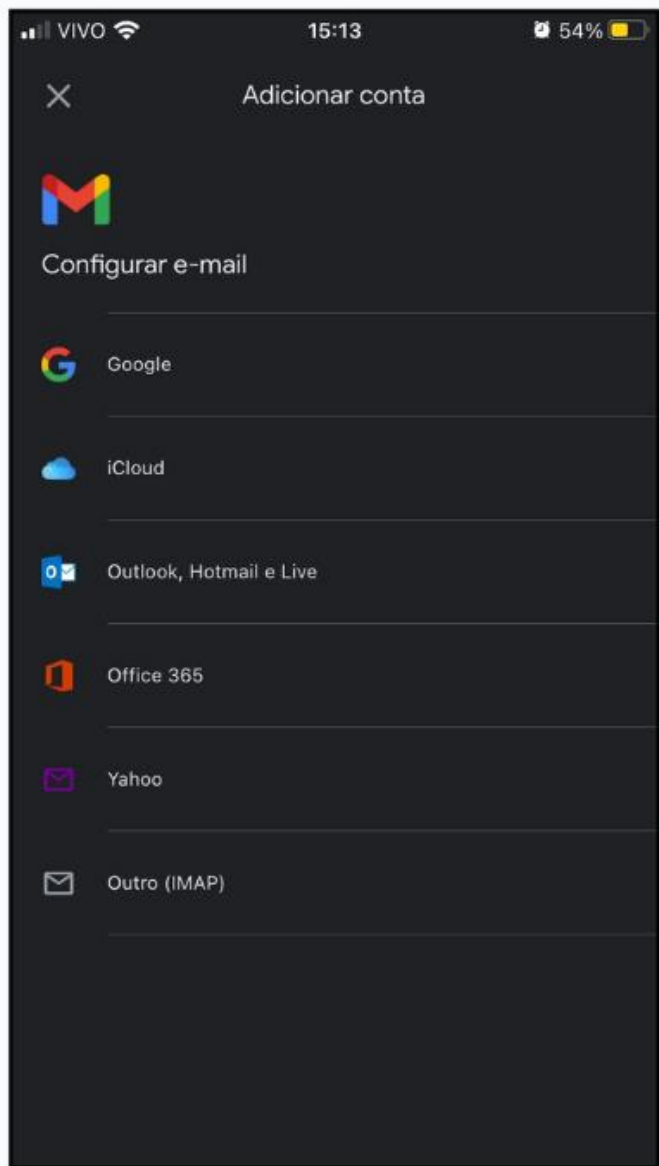 VIVO 15:13 54%
Adicionar conta
Configurar e-mail
Google
iCloud
Outlook, Hotmail e Live
Office 365
Yahoo
Outro (IMAP)